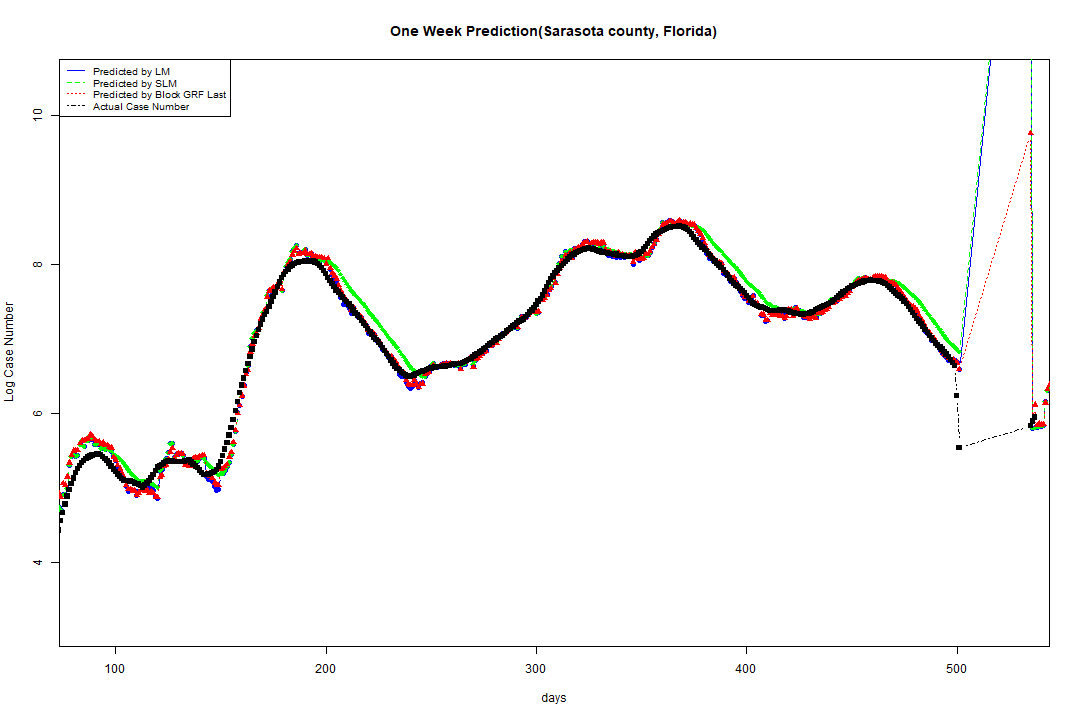 One Week Prediction(Sarasota county, Florida)
Predicted by LM
Predicted by SLM
Predicted by Block GRF Last
Actual Case Number
10
8
6
4
Log Case Number
100 200 300 400 500
days